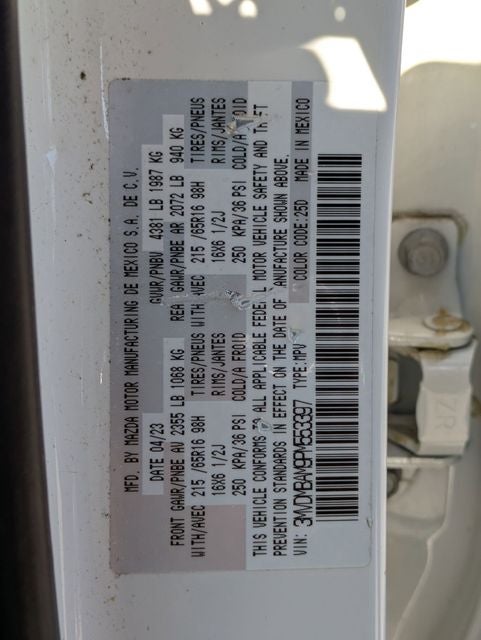 MFD. BY MAZDA MOTOR MANUFACTURING DE MEXICO S.A. DE C.V.
DATE 04/23 GVWR/PNBV 4381 LB 1987 KG
FRONT GAWR/PNBE AV 2355 LB 1068 KG REA GAWR/PNBE AR 2072 LB 940 KG
WITH/AVEC 215 /65R16 98H TIRES/PNEUS WITH AVEC 215 /65R16 98H TIRES/PNEUS
16X6 1/2J RIMS/JANTES 16X6 1/2J RIMS/JANTES
250 KPA/36 PSI COLD/A FROID 250 KPA/36 PSI COLD/A FROID
THIS VEHICLE CONFORMS TO ALL APPLICABLE FEDE L MOTOR VEHICLE SAFETY AND THEFT
PREVENTION STANDARDS IN EFFECT ON THE DATE OF ANUFACTURE SHOWN ABOVE.
VIN: 3MVDMBAM9PM553397 TYPE:MPV COLOR CODE:25D MADE IN MEXICO
ZR